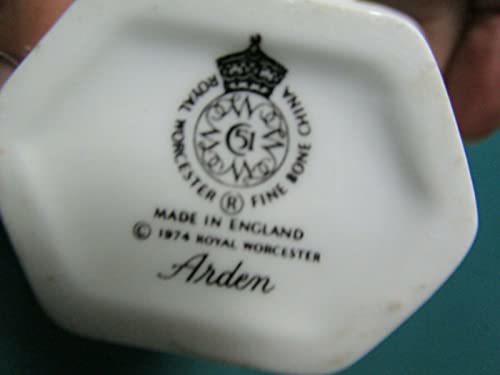 ROYAL WORCESTER ® FINE BONE CHINA
51
MADE IN ENGLAND
© 1974 ROYAL WORCESTER
Arden